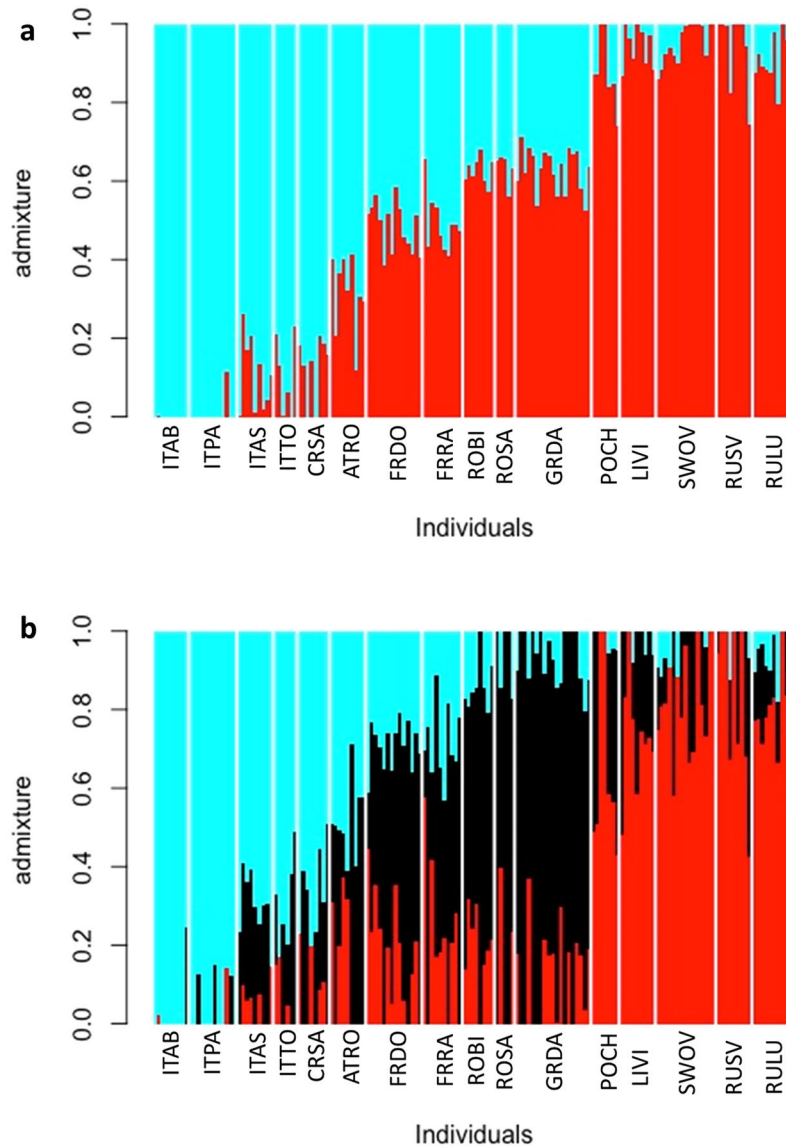 a
1.0
0.8
0.6
0.4
0.2
0.0
admixture
ITAB ITPA ITAS ITTO CRSA ATRO FRDO FRRA ROBI ROSA GRDA POCH LIVI SWOV RUSV RULU
Individuals
b
1.0
0.8
0.6
0.4
0.2
0.0
admixture
ITAB ITPA ITAS ITTO CRSA ATRO FRDO FRRA ROBI ROSA GRDA POCH LIVI SWOV RUSV RULU
Individuals